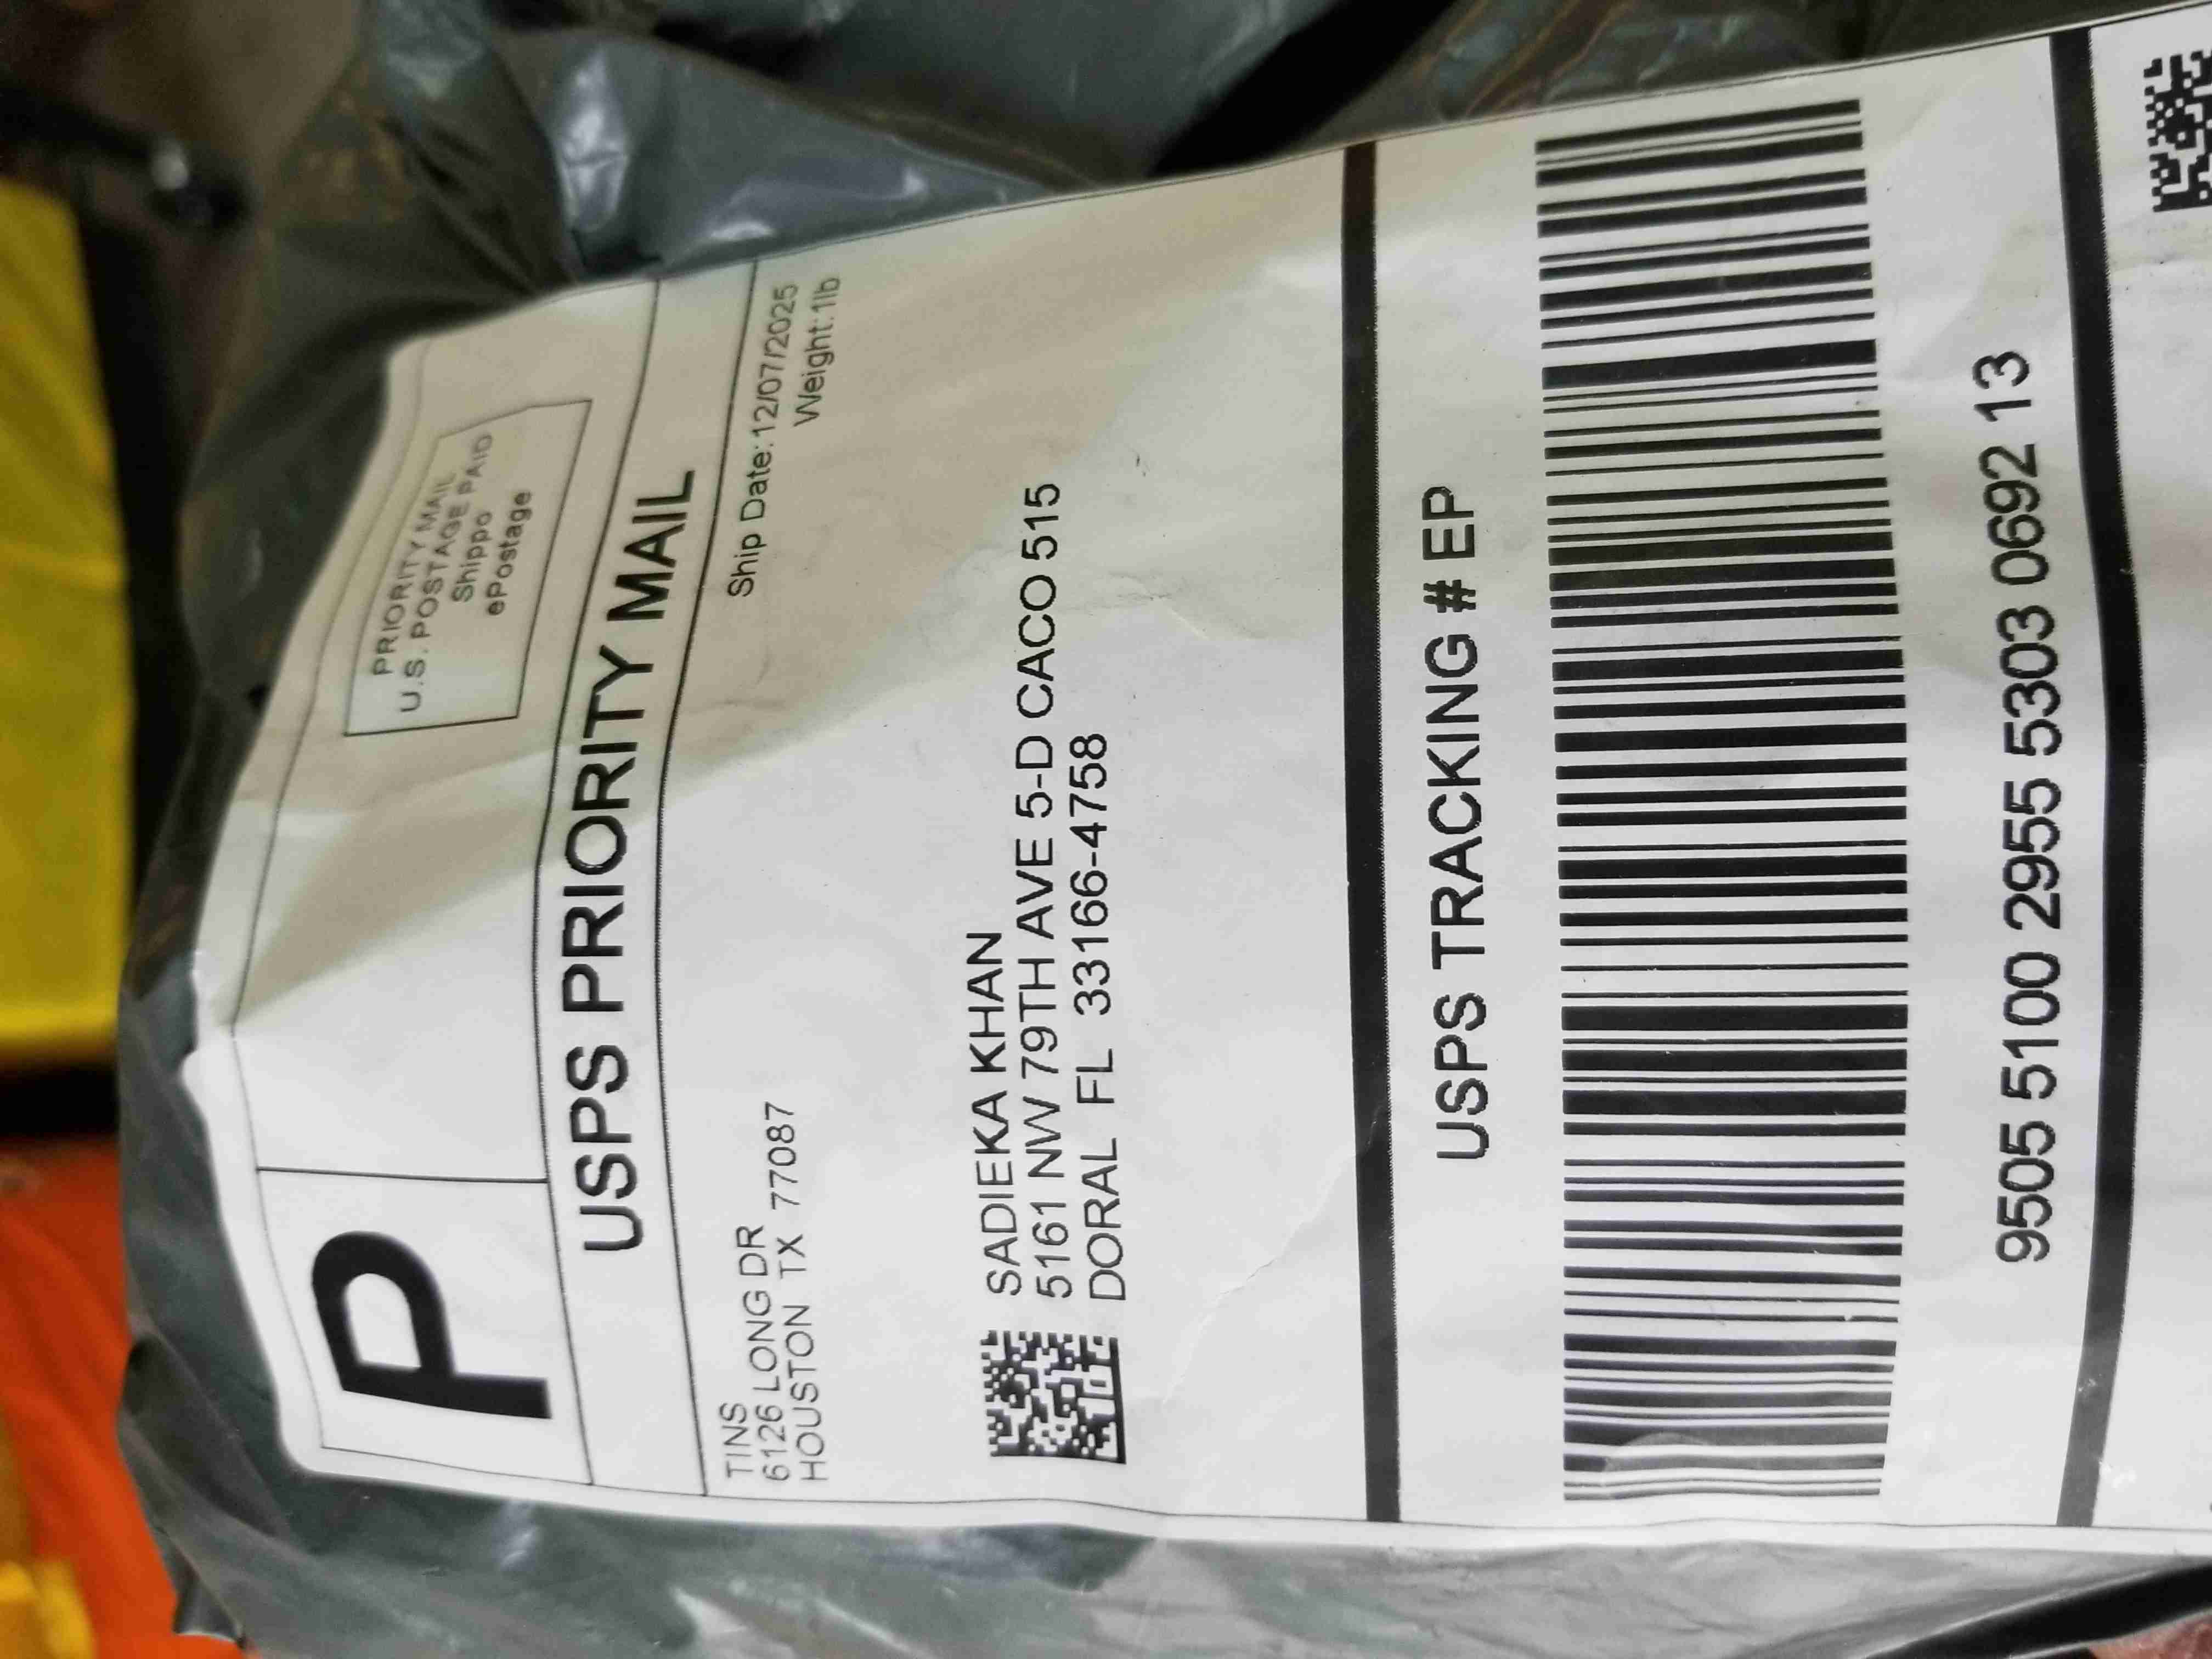 P
PRIORITY MAIL
U.S. POSTAGE PAID
Shippo
ePostage
USPS PRIORITY MAIL
TINS
6126 LONG DR
HOUSTON TX 77087
Ship Date:12/07/2025
Weight:1lb
SADIEKA KHAN
5161 NW 79TH AVE 5-D CACO 515
DORAL FL 33166-4758
USPS TRACKING # EP
9505 5100 2955 5303 0692 13